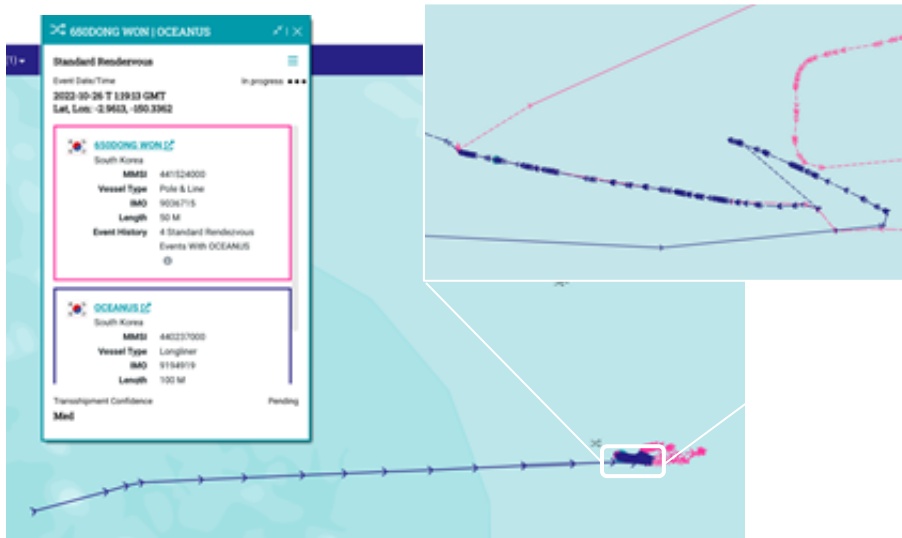 650DONG WON | OCEANUS
(1)
Standard Rendezvous
Event Date/Time
In progress
2022-10-26 T 1:19:13 GMT
Lat, Lon: -2.9613, -150.3362
650DONG WON
South Korea
MMSI 441524000
Vessel Type Pole & Line
IMO 9036715
Length 50 M
Event History 4 Standard Rendezvous
Events With OCEANUS
OCEANUS
South Korea
MMSI 440237000
Vessel Type Longliner
IMO 9194919
Length 100 M
Transshipment Confidence
Pending
Med